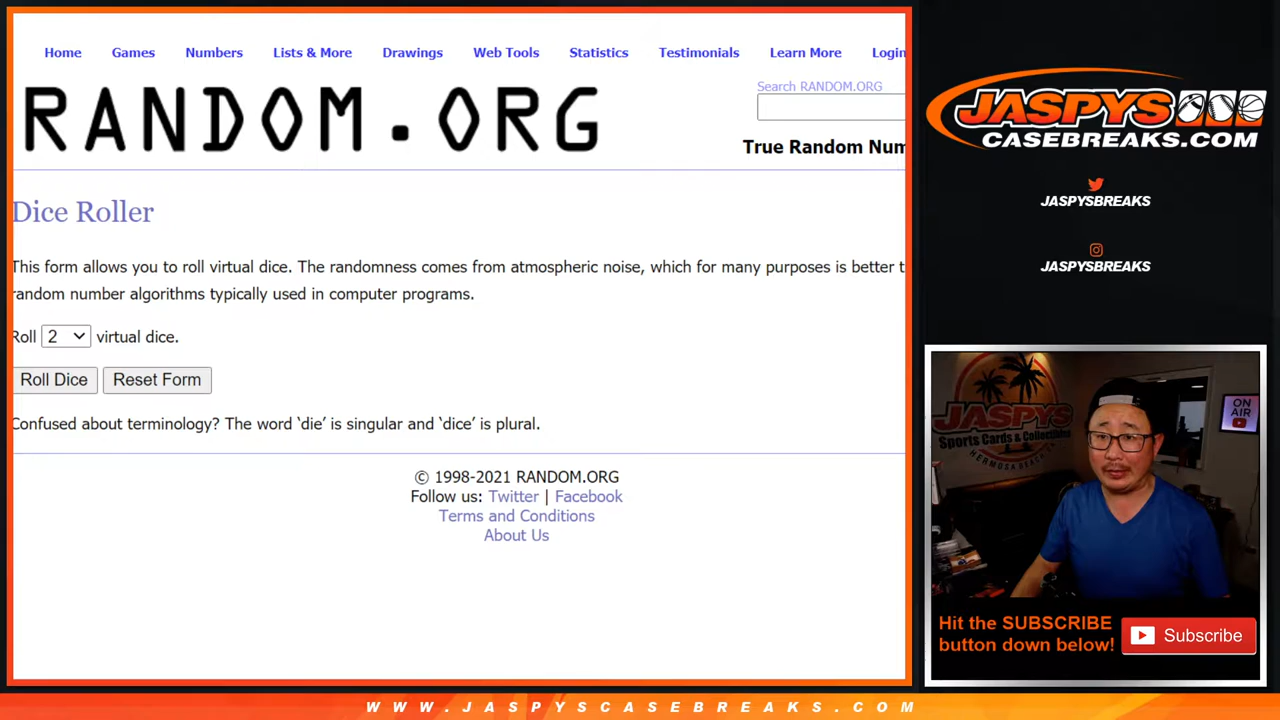 Home Games Numbers Lists & More Drawings Web Tools Statistics Testimonials Learn More Login
RANDOM.ORG
Search RANDOM.ORG
True Random Num
Dice Roller
This form allows you to roll virtual dice. The randomness comes from atmospheric noise, which for many purposes is better t
random number algorithms typically used in computer programs.
Roll 2 virtual dice.
Roll Dice Reset Form
Confused about terminology? The word ‘die’ is singular and ‘dice’ is plural.
© 1998-2021 RANDOM.ORG
Follow us: Twitter | Facebook
Terms and Conditions
About Us
JASPYS
CASEBREAKS.COM
JASPYSBREAKS
JASPYSBREAKS
JASPYS
Sports Cards & Collectibles
HERMOSA BEACH
ON
AIR
Hit the SUBSCRIBE
button down below!
Subscribe
WWW.JASPYSCASEBREAKS.COM